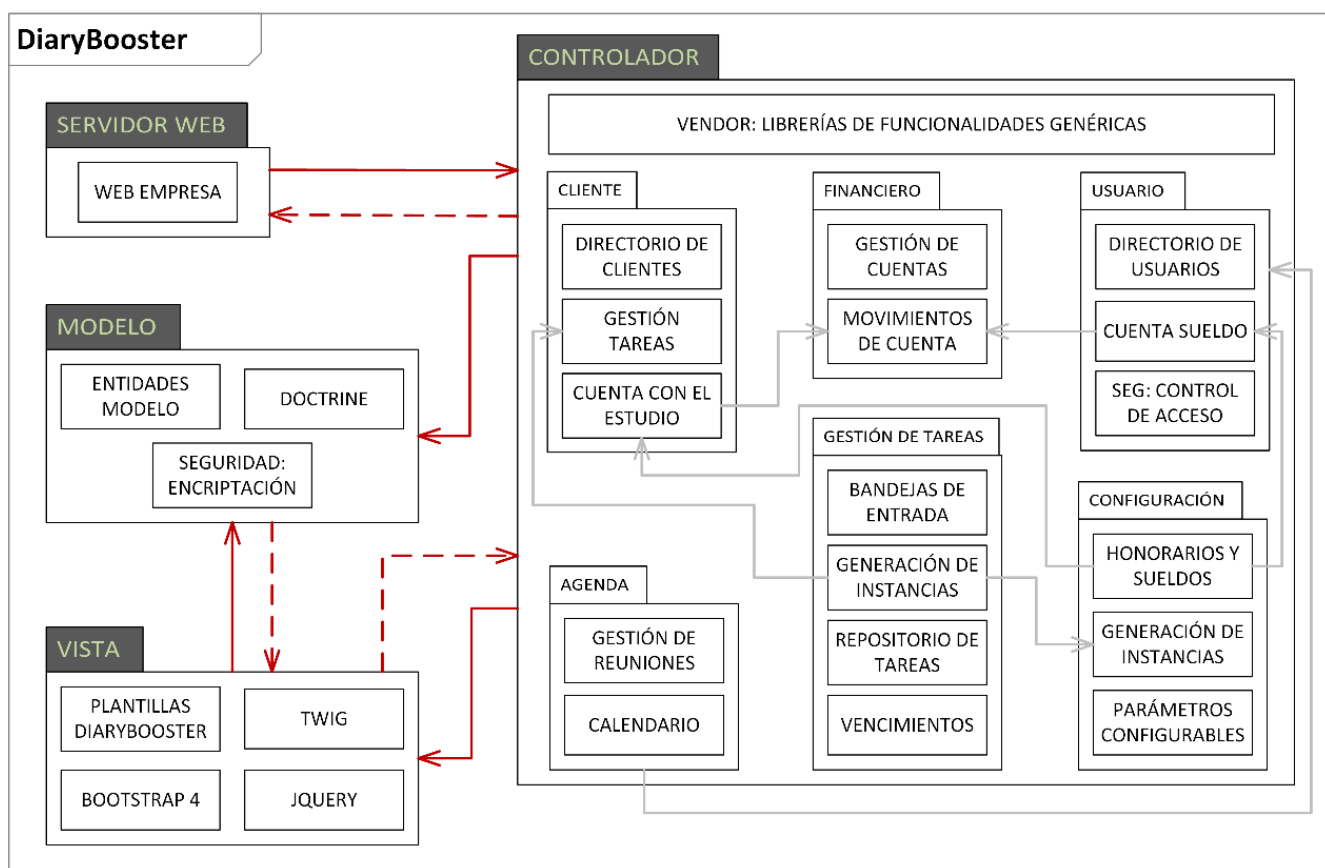 DiaryBooster
SERVIDOR WEB
WEB EMPRESA
MODELO
ENTIDADES
MODELO
DOCTRINE
SEGURIDAD:
ENCRIPTACIÓN
VISTA
PLANTILLAS
DIARYBOOSTER
TWIG
BOOTSTRAP 4
JQUERY
CONTROLADOR
VENDOR: LIBRERÍAS DE FUNCIONALIDADES GENÉRICAS
CLIENTE
DIRECTORIO DE
CLIENTES
GESTIÓN
TAREAS
CUENTA CON EL
ESTUDIO
FINANCIERO
GESTIÓN DE
CUENTAS
MOVIMIENTOS
DE CUENTA
USUARIO
DIRECTORIO DE
USUARIOS
CUENTA SUELDO
SEG: CONTROL
DE ACCESO
AGENDA
GESTIÓN DE
REUNIONES
CALENDARIO
GESTIÓN DE TAREAS
BANDEJAS DE
ENTRADA
GENERACIÓN DE
INSTANCIAS
REPOSITORIO DE
TAREAS
VENCIMIENTOS
CONFIGURACIÓN
HONORARIOS Y
SUELDOS
GENERACIÓN DE
INSTANCIAS
PARÁMETROS
CONFIGURABLES